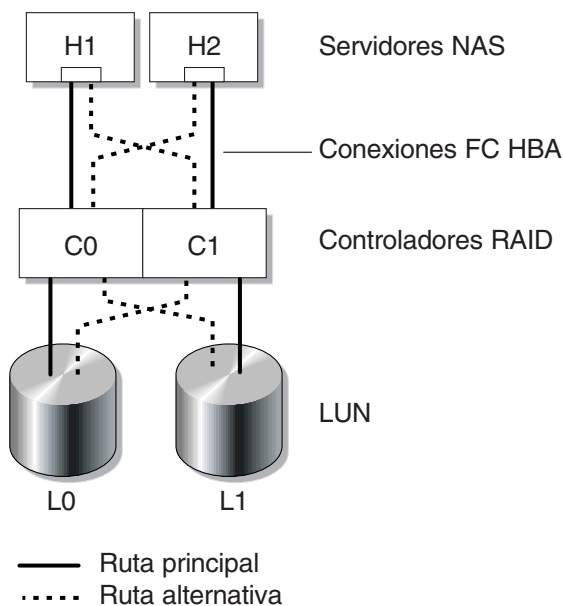 H1
H2
Servidores NAS
Conexiones FC HBA
C0
C1
Controladores RAID
LUN
L0
L1
Ruta principal
Ruta alternativa